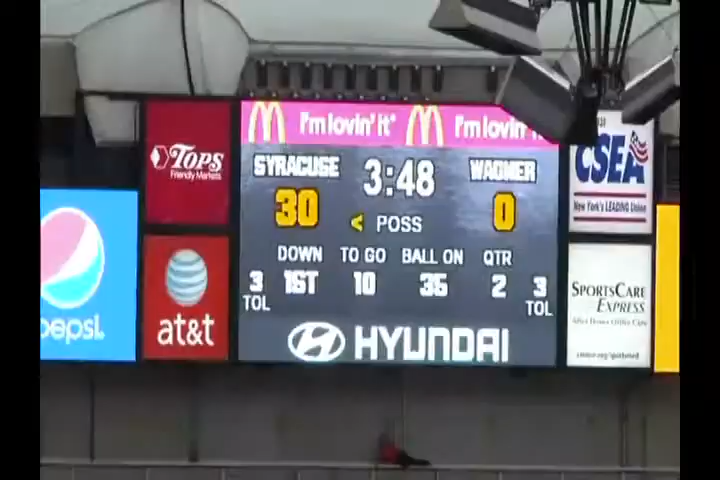 i'm lovin' it i'm lovin' it
TOPS
Friendly Markets
SYRACUSE 3:48 WAGNER
30 < POSS 0
DOWN TO GO BALL ON QTR
3 1ST 10 35 2 3
TOL TOL
HYUNDAI
pepsi
at&t
CSEA
New York's LEADING Union
SPORTSCARE
EXPRESS